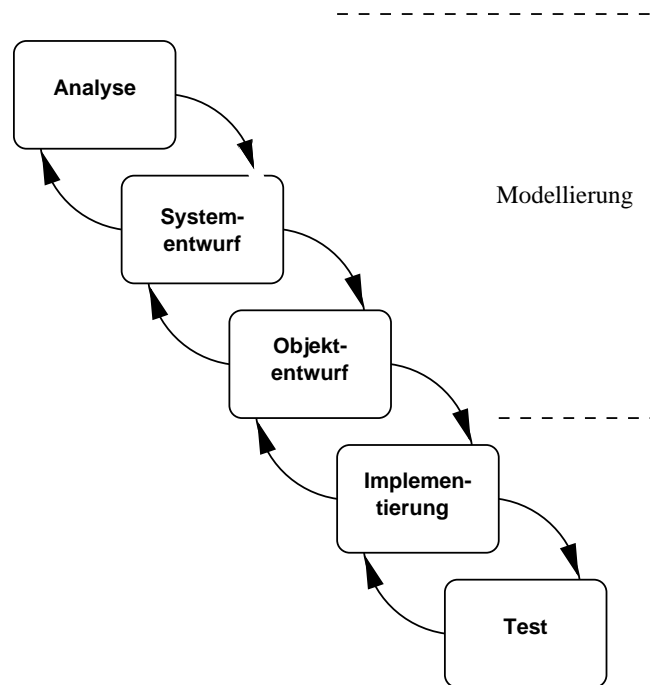 Analyse
System-
entwurf
Modellierung
Objekt-
entwurf
Implemen-
tierung
Test